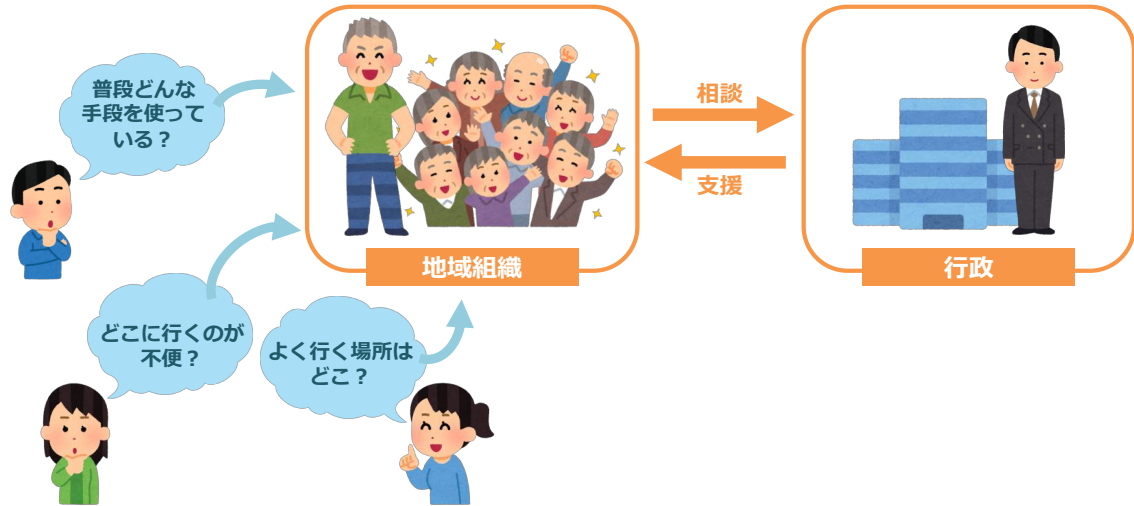 普段どんな
手段を使って
いる？
相談
支援
地域組織
行政
どこに行くのが
不便？
よく行く場所は
どこ？